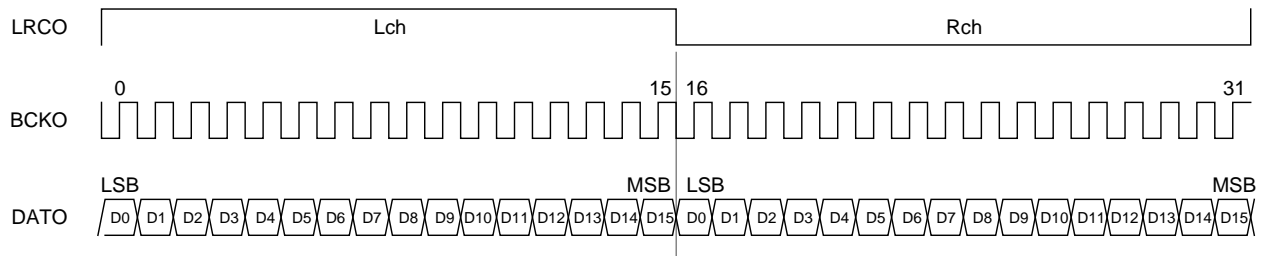 LRCO Lch Rch
0 15 16 31
BCKO
LSB MSB LSB MSB
DATO D0 D1 D2 D3 D4 D5 D6 D7 D8 D9 D10 D11 D12 D13 D14 D15 D0 D1 D2 D3 D4 D5 D6 D7 D8 D9 D10 D11 D12 D13 D14 D15